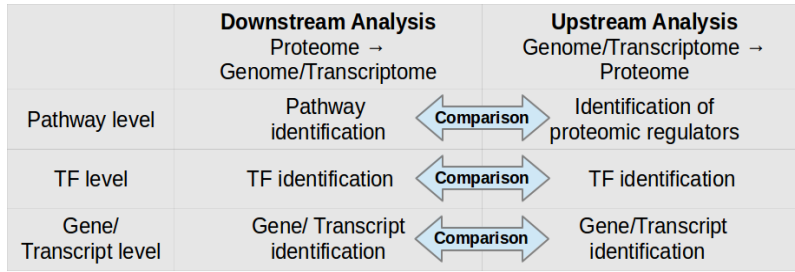 Downstream Analysis
Proteome →
Genome/Transcriptome
Upstream Analysis
Genome/Transcriptome →
Proteome
Pathway level
Pathway
identification
Comparison
Identification of
proteomic regulators
TF level
TF identification
Comparison
TF identification
Gene/
Transcript level
Gene/ Transcript
identification
Comparison
Gene/Transcript
identification